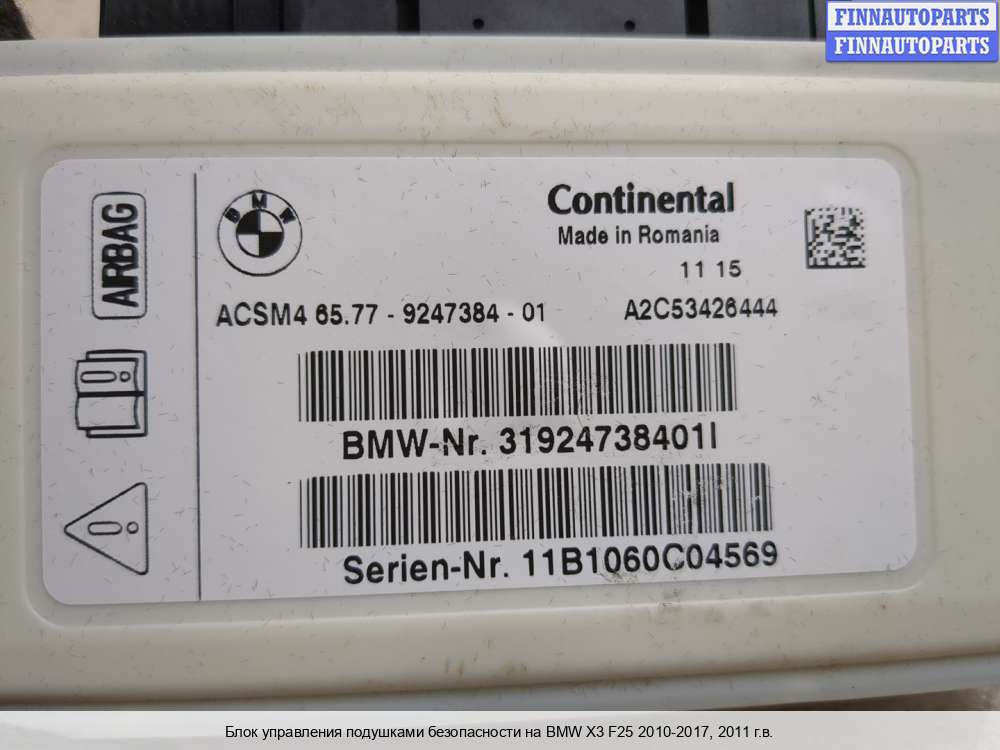 FINNAUTOPARTS
FINNAUTOPARTS
AIRBAG
BMW
Continental
Made in Romania
11 15
ACSM4 65.77 - 9247384 - 01 A2C53426444
BMW-Nr. 31924738401I
Serien-Nr. 11B1060C04569
Блок управления подушками безопасности на BMW X3 F25 2010-2017, 2011 г.в.